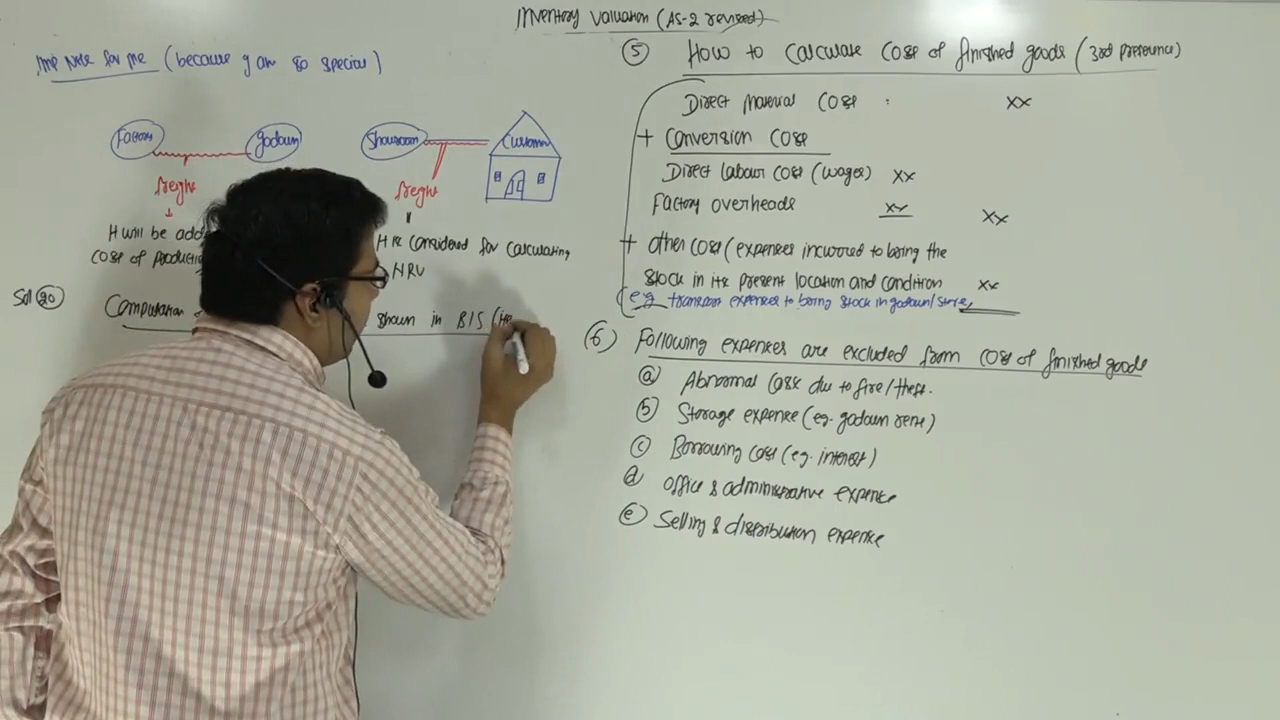 Inventory Valuation (AS-2 revised)
Imp Note for me (because I am so special)
Factory
godown
Showroom
Customer
freight
freight
It will be add
cost of producti
It is considered for calculating
NRV
Sol 20
Computation
shown in B/S (ite
5 How to calculate cost of finished goods (3rd preference)
Direct Material Cost : xx
+ Conversion Cost
Direct labour cost (wages) xx
Factory overheads xx xx
+ Other cost (expenses incurred to bring the
stock in its present location and condition xx
(e.g. transport expenses to bring stock in godown/store)
6 Following expenses are excluded from cost of finished goods
a Abnormal loss due to fire/theft.
b Storage expense (eg. godown rent)
c Borrowing cost (eg. interest)
d office & administrative expense
e Selling & distribution expense